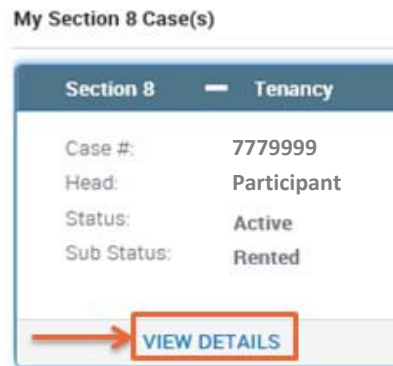 My Section 8 Case(s)
Section 8 — Tenancy
Case #: 7779999
Head: Participant
Status: Active
Sub Status: Rented
VIEW DETAILS